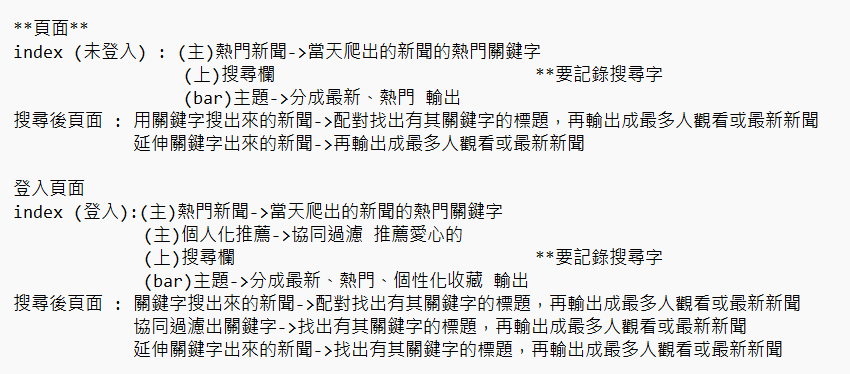 **頁面**
index (未登入) : (主)熱門新聞->當天爬出的新聞的熱門關鍵字
(上)搜尋欄 **要記錄搜尋字
(bar)主題->分成最新、熱門 輸出
搜尋後頁面 : 用關鍵字搜出來的新聞->配對找出有其關鍵字的標題，再輸出成最多人觀看或最新新聞
延伸關鍵字出來的新聞->再輸出成最多人觀看或最新新聞
登入頁面
index (登入):(主)熱門新聞->當天爬出的新聞的熱門關鍵字
(主)個人化推薦->協同過濾 推薦愛心的
(上)搜尋欄 **要記錄搜尋字
(bar)主題->分成最新、熱門、個性化收藏 輸出
搜尋後頁面 : 關鍵字搜出來的新聞->配對找出有其關鍵字的標題，再輸出成最多人觀看或最新新聞
協同過濾出關鍵字->找出有其關鍵字的標題，再輸出成最多人觀看或最新新聞
延伸關鍵字出來的新聞->找出有其關鍵字的標題，再輸出成最多人觀看或最新新聞